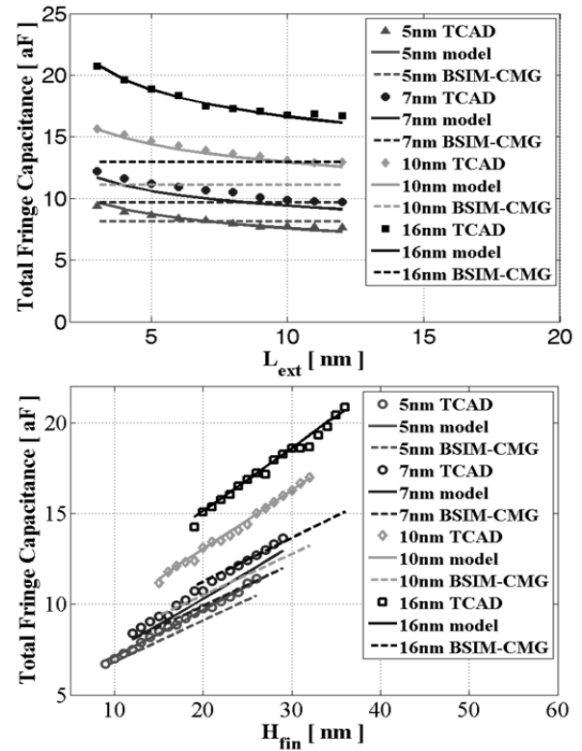 25
20
15
10
5
0
5
10
15
20
Total Fringe Capacitance [ aF ]
L_ext [ nm ]
5nm TCAD
5nm model
5nm BSIM-CMG
7nm TCAD
7nm model
7nm BSIM-CMG
10nm TCAD
10nm model
10nm BSIM-CMG
16nm TCAD
16nm model
16nm BSIM-CMG
20
15
10
5
10
20
30
40
50
60
Total Fringe Capacitance [ aF ]
H_fin [ nm ]
5nm TCAD
5nm model
5nm BSIM-CMG
7nm TCAD
7nm model
7nm BSIM-CMG
10nm TCAD
10nm model
10nm BSIM-CMG
16nm TCAD
16nm model
16nm BSIM-CMG